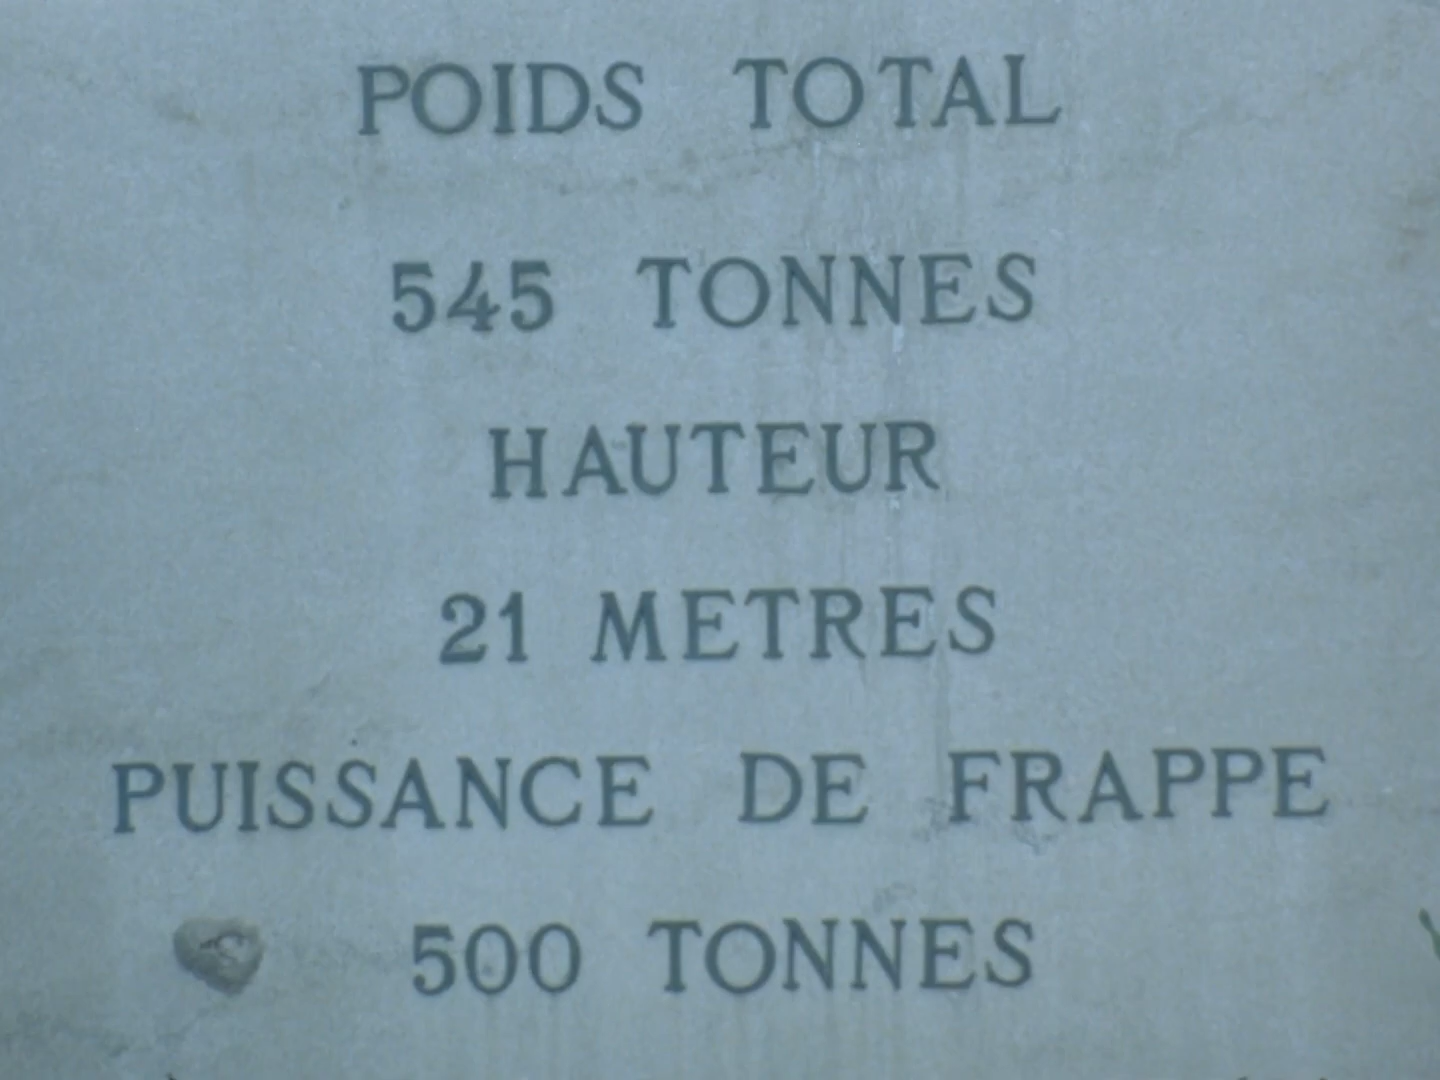 POIDS TOTAL
545 TONNES
HAUTEUR
21 METRES
PUISSANCE DE FRAPPE
500 TONNES